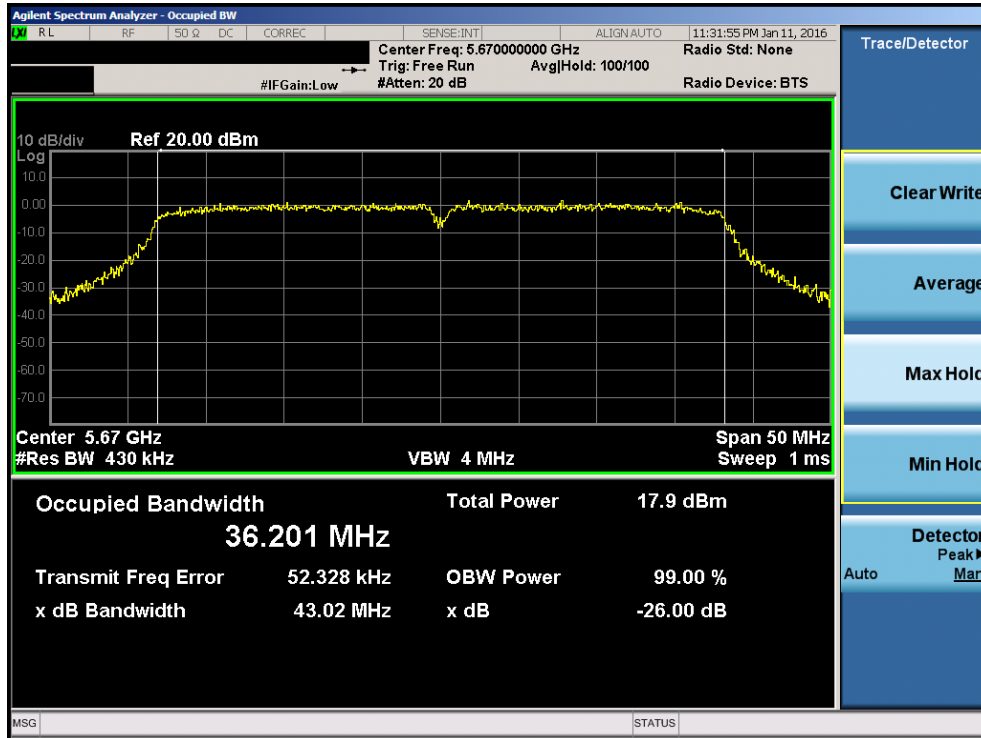 Agilent Spectrum Analyzer - Occupied BW
LXI RL RF 50 Ω DC CORREC SENSE:INT ALIGN AUTO 11:31:55 PM Jan 11, 2016
Center Freq: 5.670000000 GHz Radio Std: None
Trig: Free Run Avg|Hold: 100/100
#IFGain:Low #Atten: 20 dB Radio Device: BTS
Trace/Detector
10 dB/div Ref 20.00 dBm
Log
10.0
0.00
-10.0
-20.0
-30.0
-40.0
-50.0
-60.0
-70.0
Center 5.67 GHz Span 50 MHz
#Res BW 430 kHz VBW 4 MHz Sweep 1 ms
Occupied Bandwidth Total Power 17.9 dBm
36.201 MHz
Transmit Freq Error 52.328 kHz OBW Power 99.00 %
x dB Bandwidth 43.02 MHz x dB -26.00 dB
Clear Write
Average
Max Hold
Min Hold
Detector
Peak
Auto Man
MSG STATUS